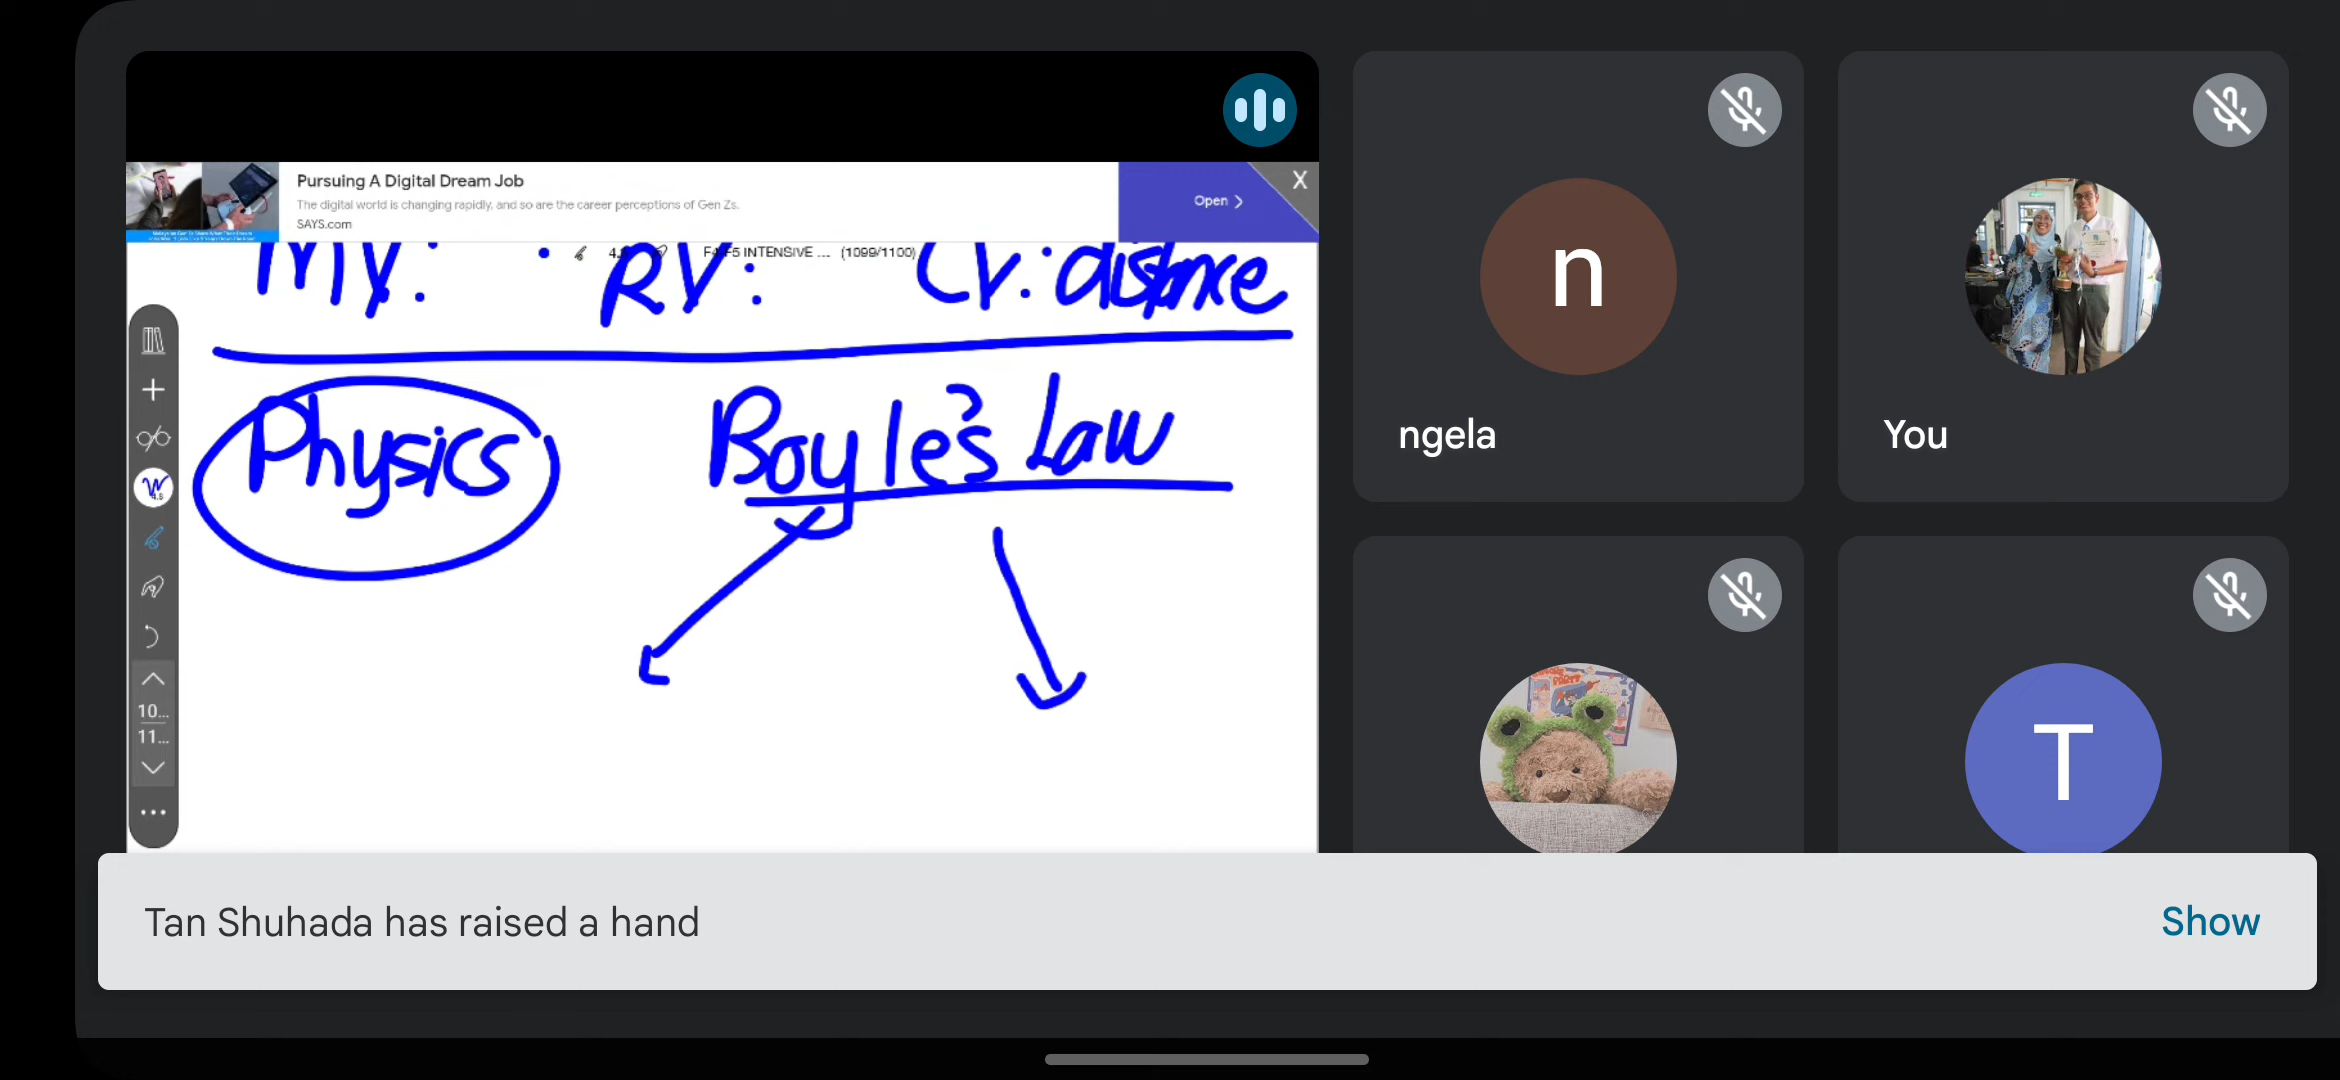 Pursuing A Digital Dream Job
The digital world is changing rapidly, and so are the career perceptions of Gen Zs.
SAYS.com
Open
X
F4 F5 INTENSIVE ... (1099/1100)
MV:
RV:
CV: distance
Physics
Boyle's Law
10...
11...
n
ngela
You
T
Tan Shuhada has raised a hand
Show